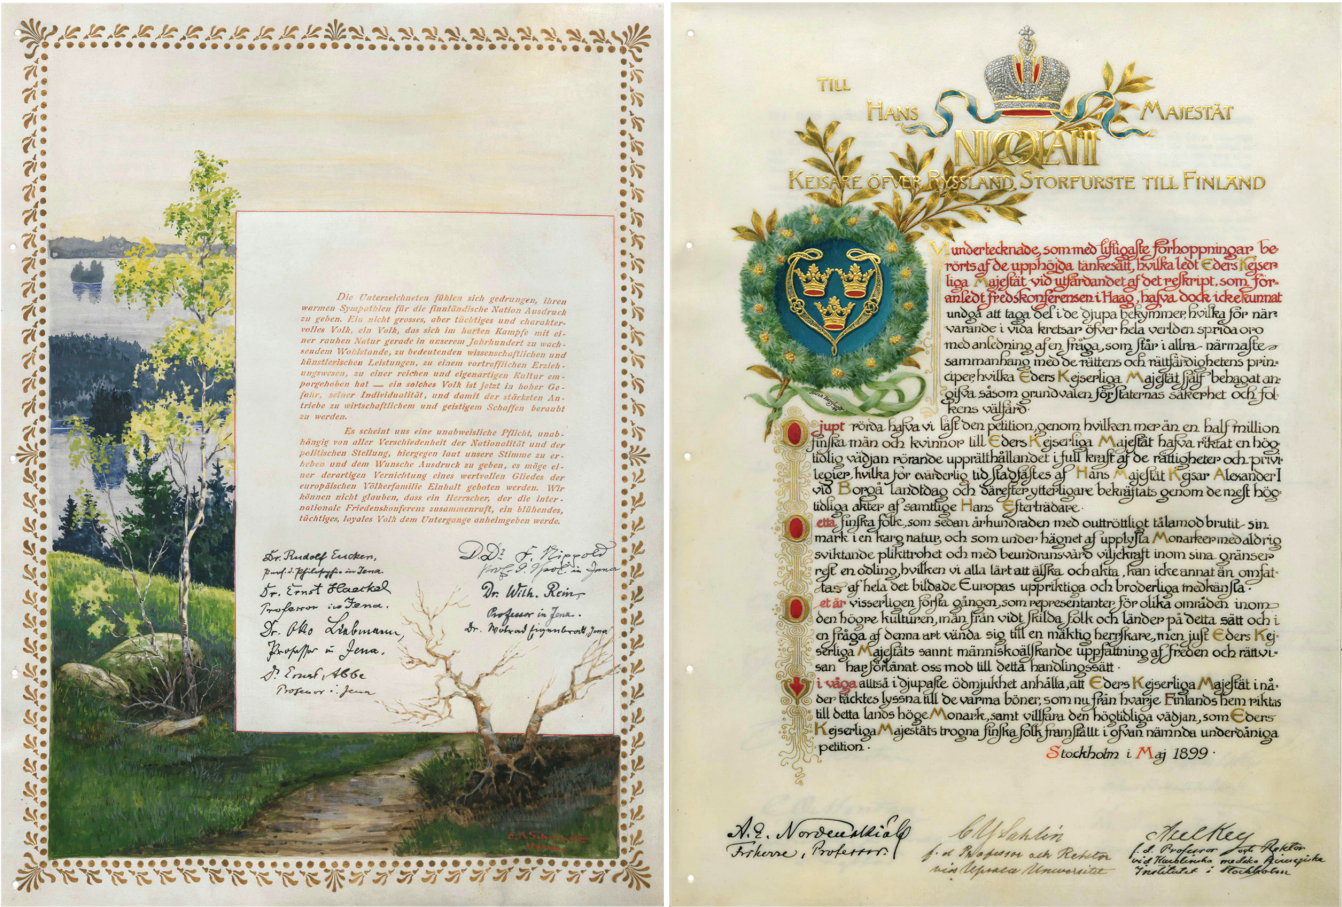 Die Unterzeichneten fühlen sich gedrungen, ihren
warmen Sympathien für die finnländische Nation Ausdruck
zu geben. Ein nicht grosses, aber tüchtiges und charakter-
volles Volk, ein Volk, das sich im harten Kampfe mit ei-
ner rauhen Natur gerade in unserem Jahrhundert zu wach-
sendem Wohlstande, zu bedeutenden wissenschaftlichen und
künstlerischen Leistungen, zu einem vortrefflichen Erzieh-
ungswesen, zu einer reichen und eigenartigen Kultur em-
porgehoben hat — ein solches Volk ist jetzt in hoher Ge-
fahr, seiner Individualität, und damit der stärksten An-
triebe zu wirtschaftlichem und geistigem Schaffen beraubt
zu werden.
Es scheint uns eine unabweisliche Pflicht, unab-
hängig von aller Verschiedenheit der Nationalität und der
politischen Stellung, hiergegen laut unsere Stimme zu er-
heben und dem Wunsche Ausdruck zu geben, es möge ei-
ner derartigen Vernichtung eines wertvollen Gliedes der
europäischen Völkerfamilie Einhalt geboten werden. Wir
können nicht glauben, dass ein Herrscher, der die inter-
nationale Friedenskonferenz zusammenruft, ein blühendes,
tüchtiges, loyales Volk dem Untergange anheimgeben werde.
Dr. Rudolf Eucken,
Prof. d. Philosophie in Jena
Dr. Ernst Haeckel
Professor in Jena.
Dr. Otto Liebmann,
Professor in Jena.
Dr. Ernst Abbe
Professor i. Jena
F. Nippold
Prof. in Jena
Dr. Wilh. Rein,
Professor in Jena.
Dr. Jena
TILL
HANS MAJESTÄT
NICOLAI II
KEJSARE ÖFVER RYSSLAND, STORFURSTE TILL FINLAND
Undertecknade, som med lifligaste förhoppningar be-
rörts af de upphöjda tänkesätt, hvilka ledt Eders Kejser-
liga Majestät vid utfärdandet af det reskript, som för-
anledt fredskonferensen i Haag, hafva dock icke kunnat
undgå att taga del i de djupa bekymmer, hvilka för när-
varande i vida kretsar öfver hela verlden sprida oro
med anledning af en fråga, som står i allra närmaste
sammanhang med de rättens och rättfärdighetens prin-
ciper, hvilka Eders Kejserliga Majestät själf behagat an-
gifva såsom grundvalen för staternas säkerhet och fol-
kens välfärd.
Djupt rörda hafva vi läst den petition, genom hvilken mer än en half million
finska män och kvinnor till Eders Kejserliga Majestät hafva riktat en hög-
tidlig vädjan rörande upprätthållandet i full kraft af de rättigheter och privi-
legier, hvilka för evärderlig tid stadfästes af Hans Majestät Kejsar Alexander I
vid Borgå landtdag och därefter ytterligare bekräftats genom de mest hög-
tidliga akter af samtlige Hans Efterträdare.
Detta finska folk, som sedan århundraden med outtröttligt tålamod brutit sin
mark i en karg natur, och som under hägnet af upplysta Monarker med aldrig
sviktande plikttrohet och med beundransvärd viljekraft inom sina gränser
rest en odling, hvilken vi alla lärt att älska och akta, kan icke annat än omfat-
tas af hela det bildade Europas uppriktiga och broderliga medkänsla.
Det är visserligen första gången, som representanter för olika områden inom
den högre kulturen, män från vidt skilda folk och länder på detta sätt och i
en fråga af denna art vända sig till en mäktig herrskare, men just Eders Kej-
serliga Majestäts sannt människoälskande uppfattning af freden och rättvi-
san har förlänat oss mod till detta handlingssätt.
Vi våga alltså i djupaste ödmjukhet anhålla, att Eders Kejserliga Majestät i nå-
der täcktes lyssna till de varma böner, som nu från hvarje Finlands hem riktas
till detta lands höge Monark, samt villfara den högtidliga vädjan, som Eders
Kejserliga Majestäts trogna finska folk framställt i ofvan nämnda underdåniga
petition.
Stockholm i Maj 1899.
A. E. Nordenskiöld
Friherre, Professor.
C Y Sahlin
f. d. Professor och Rektor
vid Upsala Universitet
Axel Key
f. d. Professor och Rektor
vid Karolinska medico kirurgiska
Institutet i Stockholm